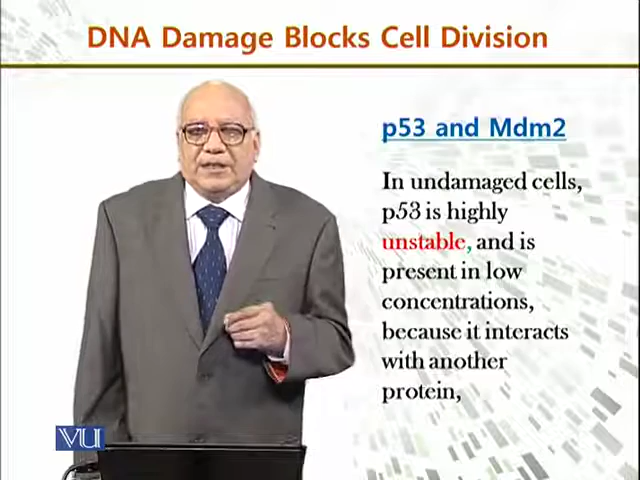 DNA Damage Blocks Cell Division
p53 and Mdm2
In undamaged cells,
p53 is highly
unstable, and is
present in low
concentrations,
because it interacts
with another
protein,
VU